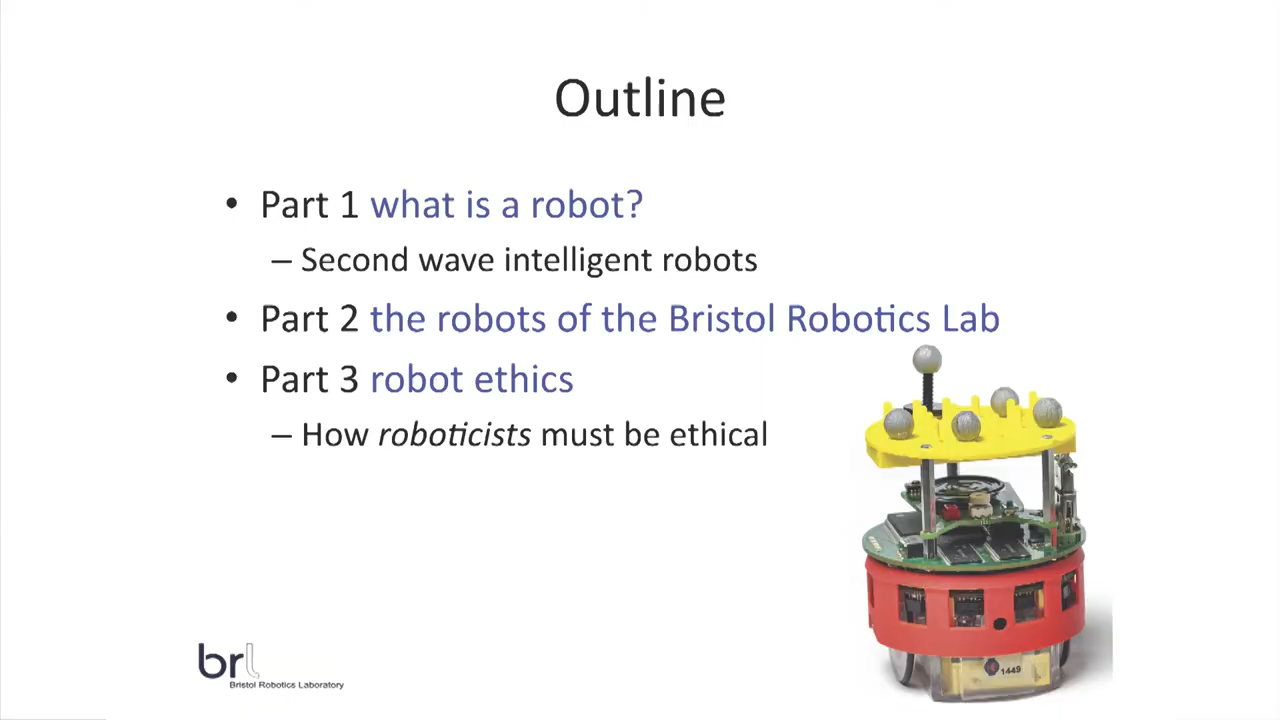 Outline
• Part 1 what is a robot?
– Second wave intelligent robots
• Part 2 the robots of the Bristol Robotics Lab
• Part 3 robot ethics
– How roboticists must be ethical
1449
brl
Bristol Robotics Laboratory